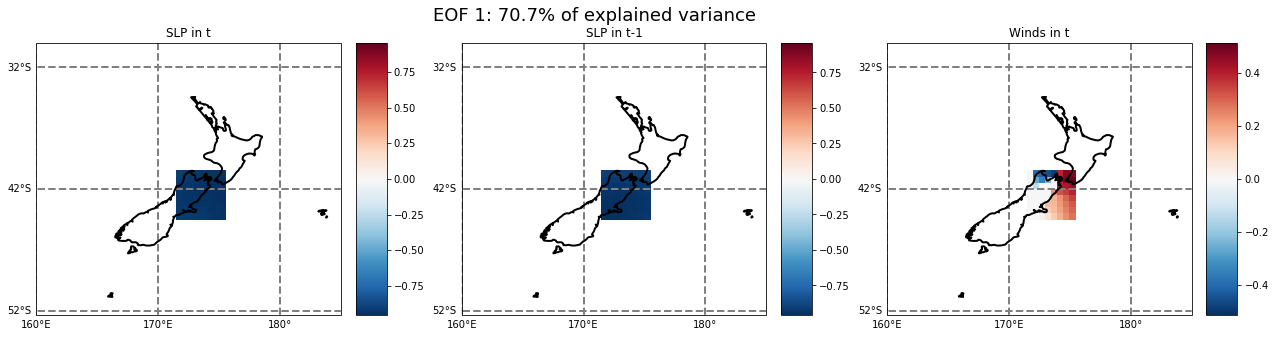 EOF 1: 70.7% of explained variance
SLP in t
SLP in t-1
Winds in t
32°S
42°S
52°S
160°E
170°E
180°
0.75
0.50
0.25
0.00
−0.25
−0.50
−0.75
32°S
42°S
52°S
160°E
170°E
180°
0.75
0.50
0.25
0.00
−0.25
−0.50
−0.75
32°S
42°S
52°S
160°E
170°E
180°
0.4
0.2
0.0
−0.2
−0.4